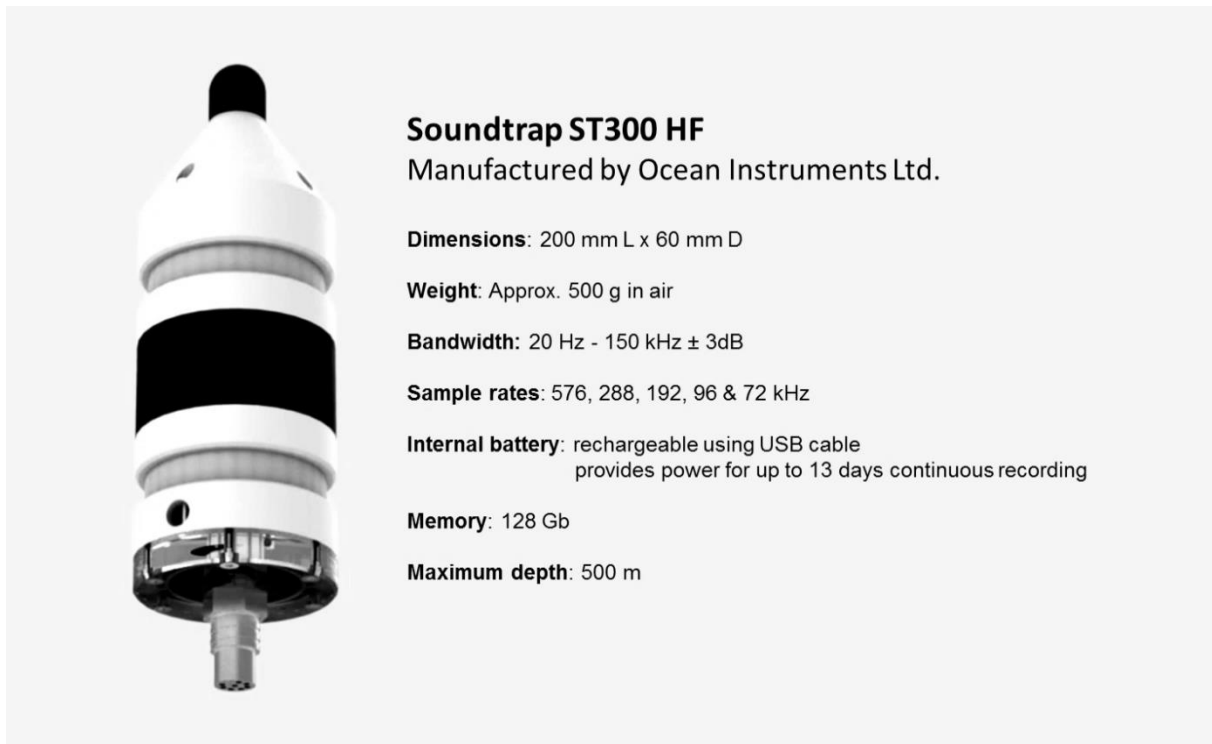 Soundtrap ST300 HF
Manufactured by Ocean Instruments Ltd.
Dimensions: 200 mm L x 60 mm D
Weight: Approx. 500 g in air
Bandwidth: 20 Hz - 150 kHz ± 3dB
Sample rates: 576, 288, 192, 96 & 72 kHz
Internal battery: rechargeable using USB cable
provides power for up to 13 days continuous recording
Memory: 128 Gb
Maximum depth: 500 m